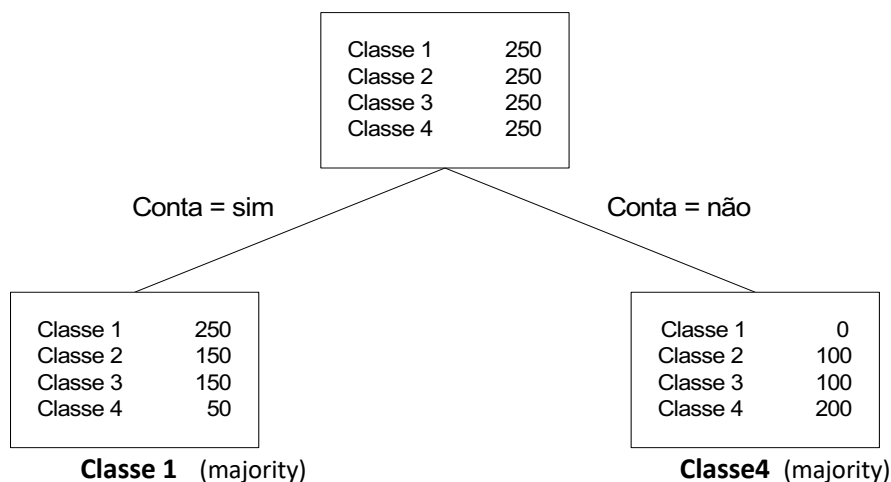 Classe 1 250
Classe 2 250
Classe 3 250
Classe 4 250
Conta = sim
Conta = não
Classe 1 250
Classe 2 150
Classe 3 150
Classe 4 50
Classe 1 (majority)
Classe 1 0
Classe 2 100
Classe 3 100
Classe 4 200
Classe4 (majority)